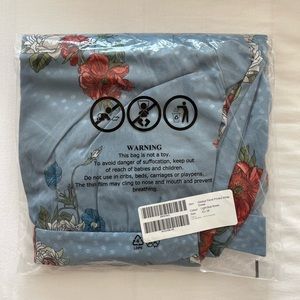 WARNING
This bag is not a toy.
To avoid danger of suffocation, keep out
of reach of babies and children.
Do not use in cribs, beds, carriages or playpens.
The thin film may cling to nose and mouth and prevent
breathing.